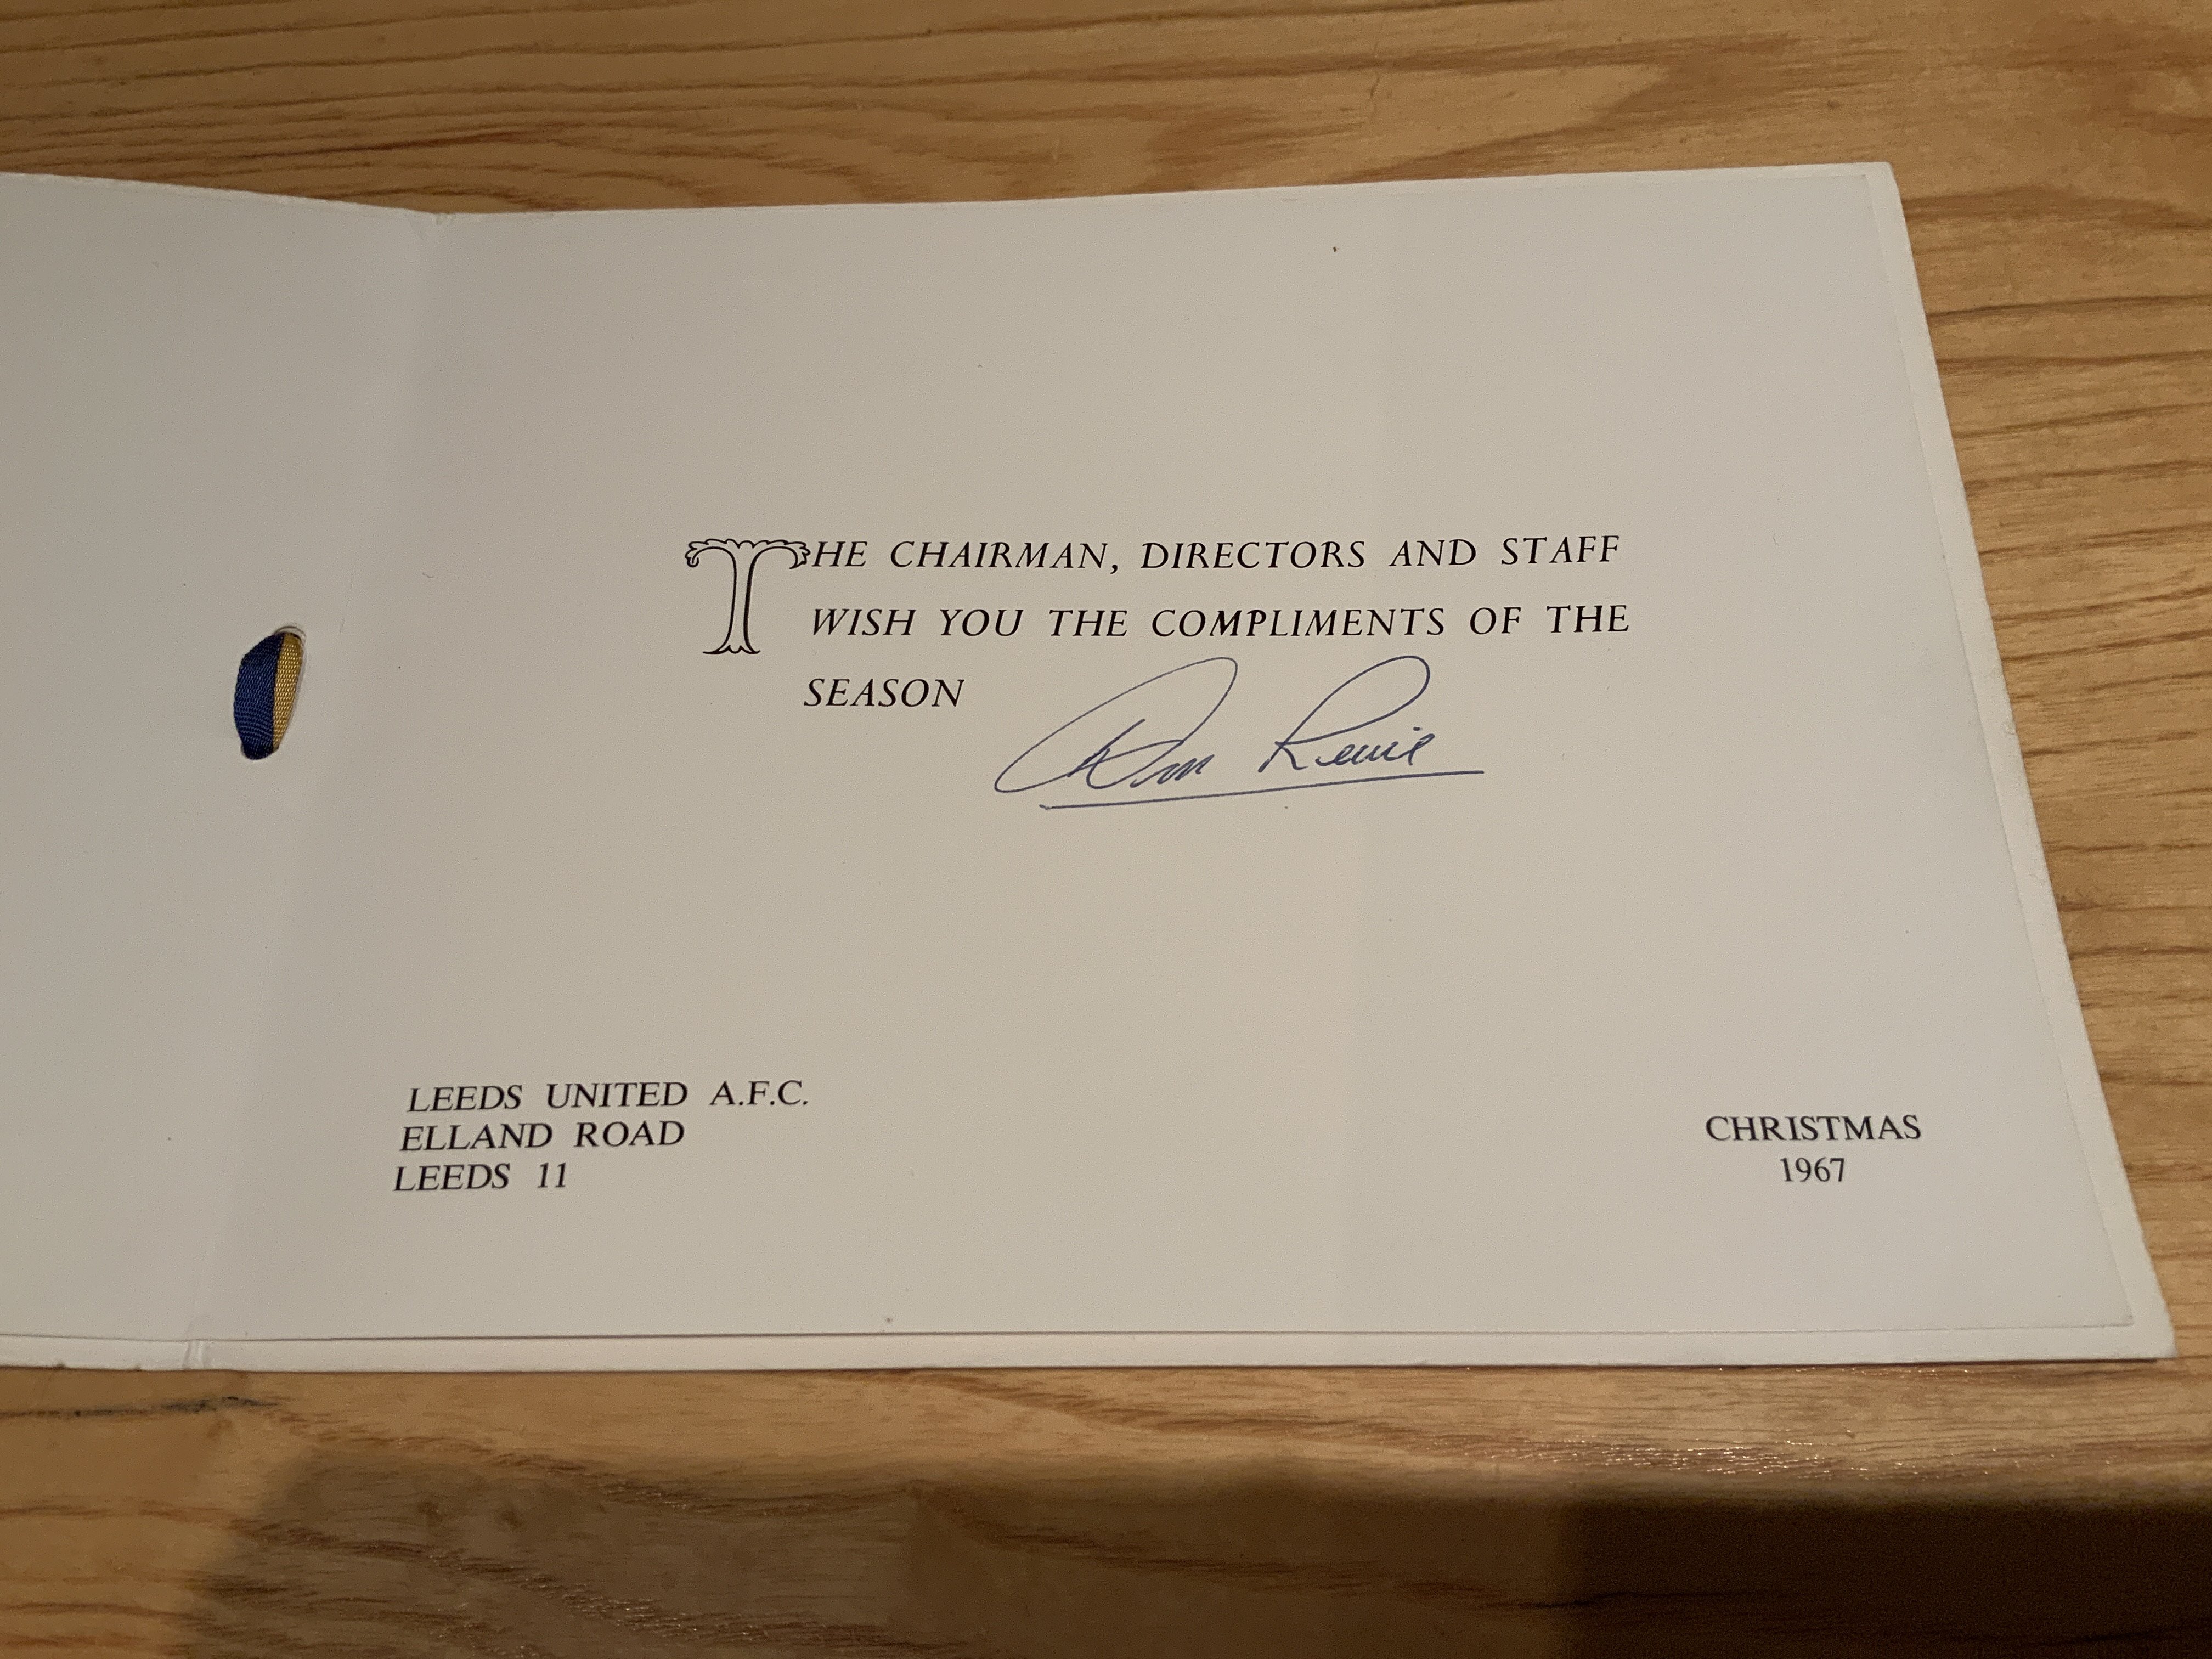 THE CHAIRMAN, DIRECTORS AND STAFF
WISH YOU THE COMPLIMENTS OF THE
SEASON
Don Revie
LEEDS UNITED A.F.C.
ELLAND ROAD
LEEDS 11
CHRISTMAS
1967